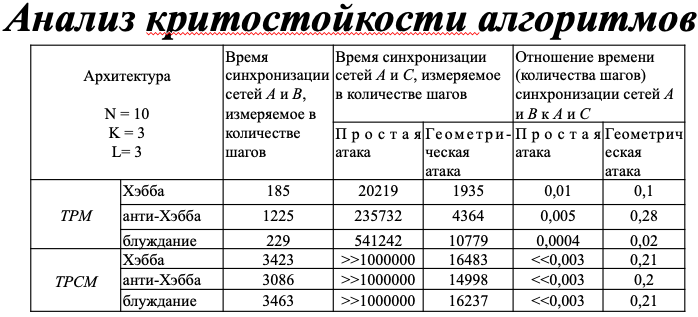 Анализ критостойкости алгоритмов
Архитектура
N = 10
K = 3
L= 3
Время
синхронизации
сетей A и B,
измеряемое в
количестве
шагов
Время синхронизации
сетей A и C, измеряемое
в количестве шагов
Отношение времени
(количества шагов)
синхронизации сетей A
и B к A и C
Простая
атака
Геометри-
ческая
атака
Простая
атака
Геометрич
еская
атака
TPM
Хэбба 185 20219 1935 0,01 0,1
анти-Хэбба 1225 235732 4364 0,005 0,28
блуждание 229 541242 10779 0,0004 0,02
TPCM
Хэбба 3423 >>1000000 16483 <<0,003 0,21
анти-Хэбба 3086 >>1000000 14998 <<0,003 0,2
блуждание 3463 >>1000000 16237 <<0,003 0,21